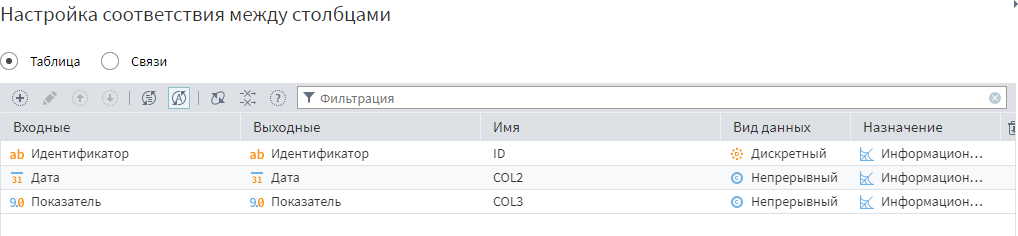 Настройка соответствия между столбцами
Таблица Связи
Фильтрация
Входные Выходные Имя Вид данных Назначение
ab Идентификатор ab Идентификатор ID Дискретный Информацион...
31 Дата 31 Дата COL2 Непрерывный Информацион...
9.0 Показатель 9.0 Показатель COL3 Непрерывный Информацион...